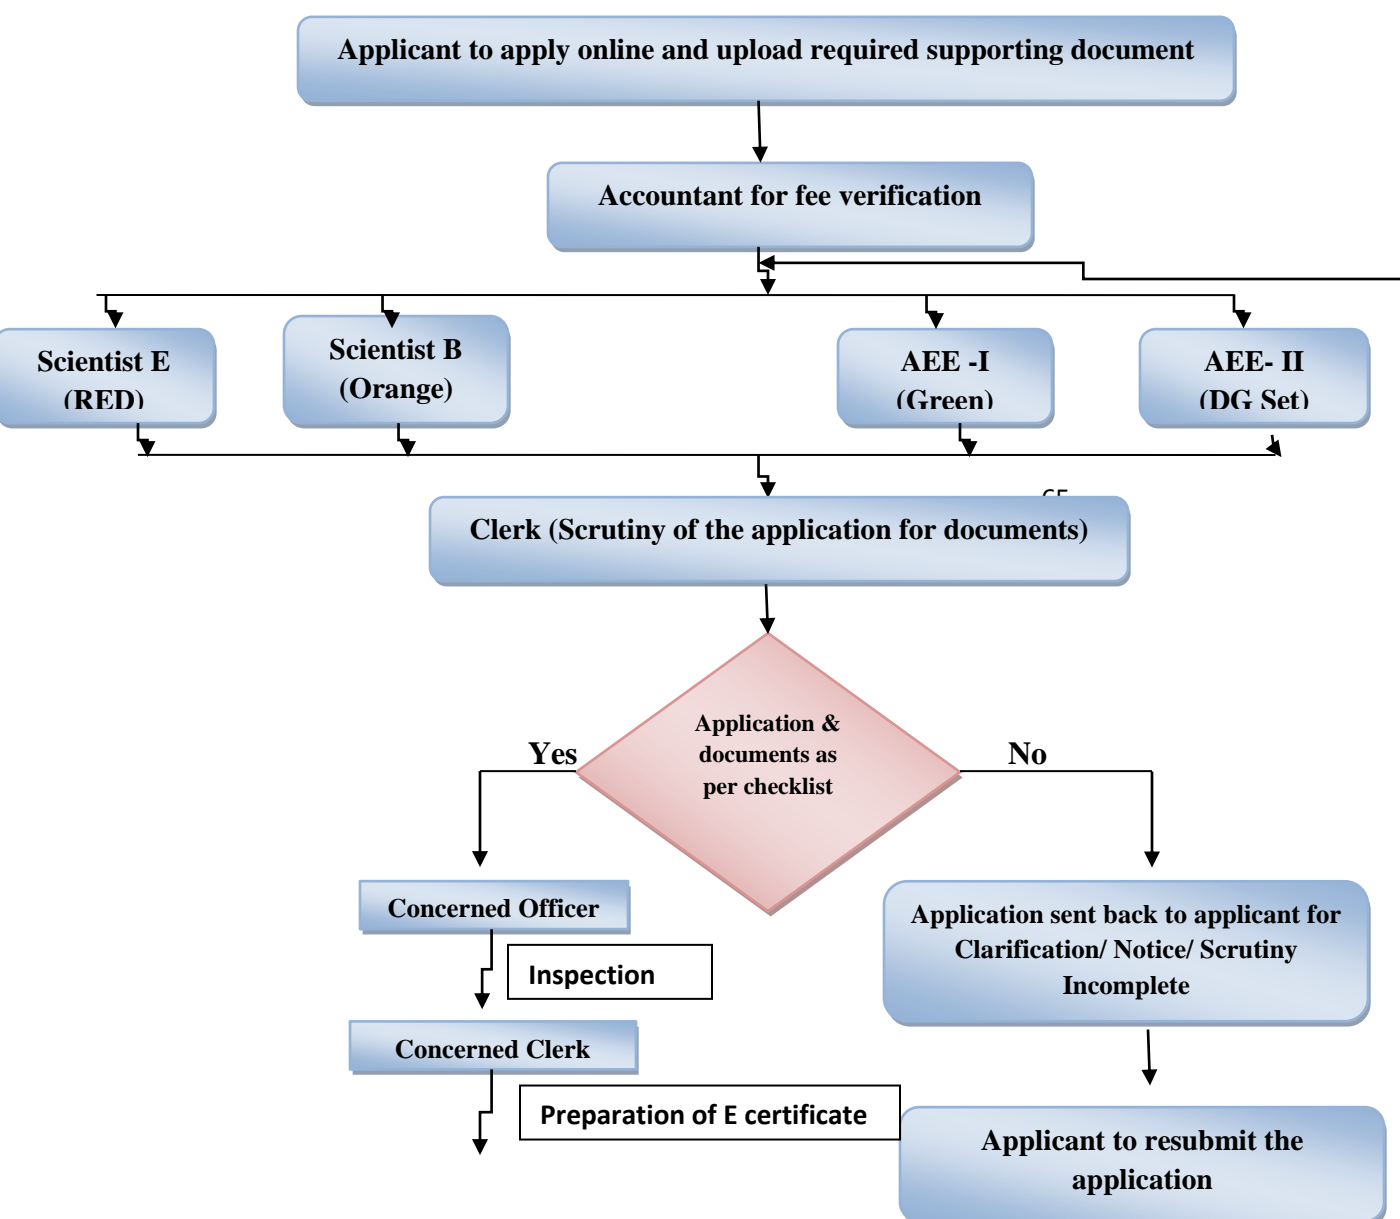 Applicant to apply online and upload required supporting document
Accountant for fee verification
Scientist E
(RED)
Scientist B
(Orange)
AEE -I
(Green)
AEE- II
(DG Set)
Clerk (Scrutiny of the application for documents)
Application &
documents as
per checklist
Yes
No
Concerned Officer
Inspection
Concerned Clerk
Preparation of E certificate
Application sent back to applicant for
Clarification/ Notice/ Scrutiny
Incomplete
Applicant to resubmit the
application